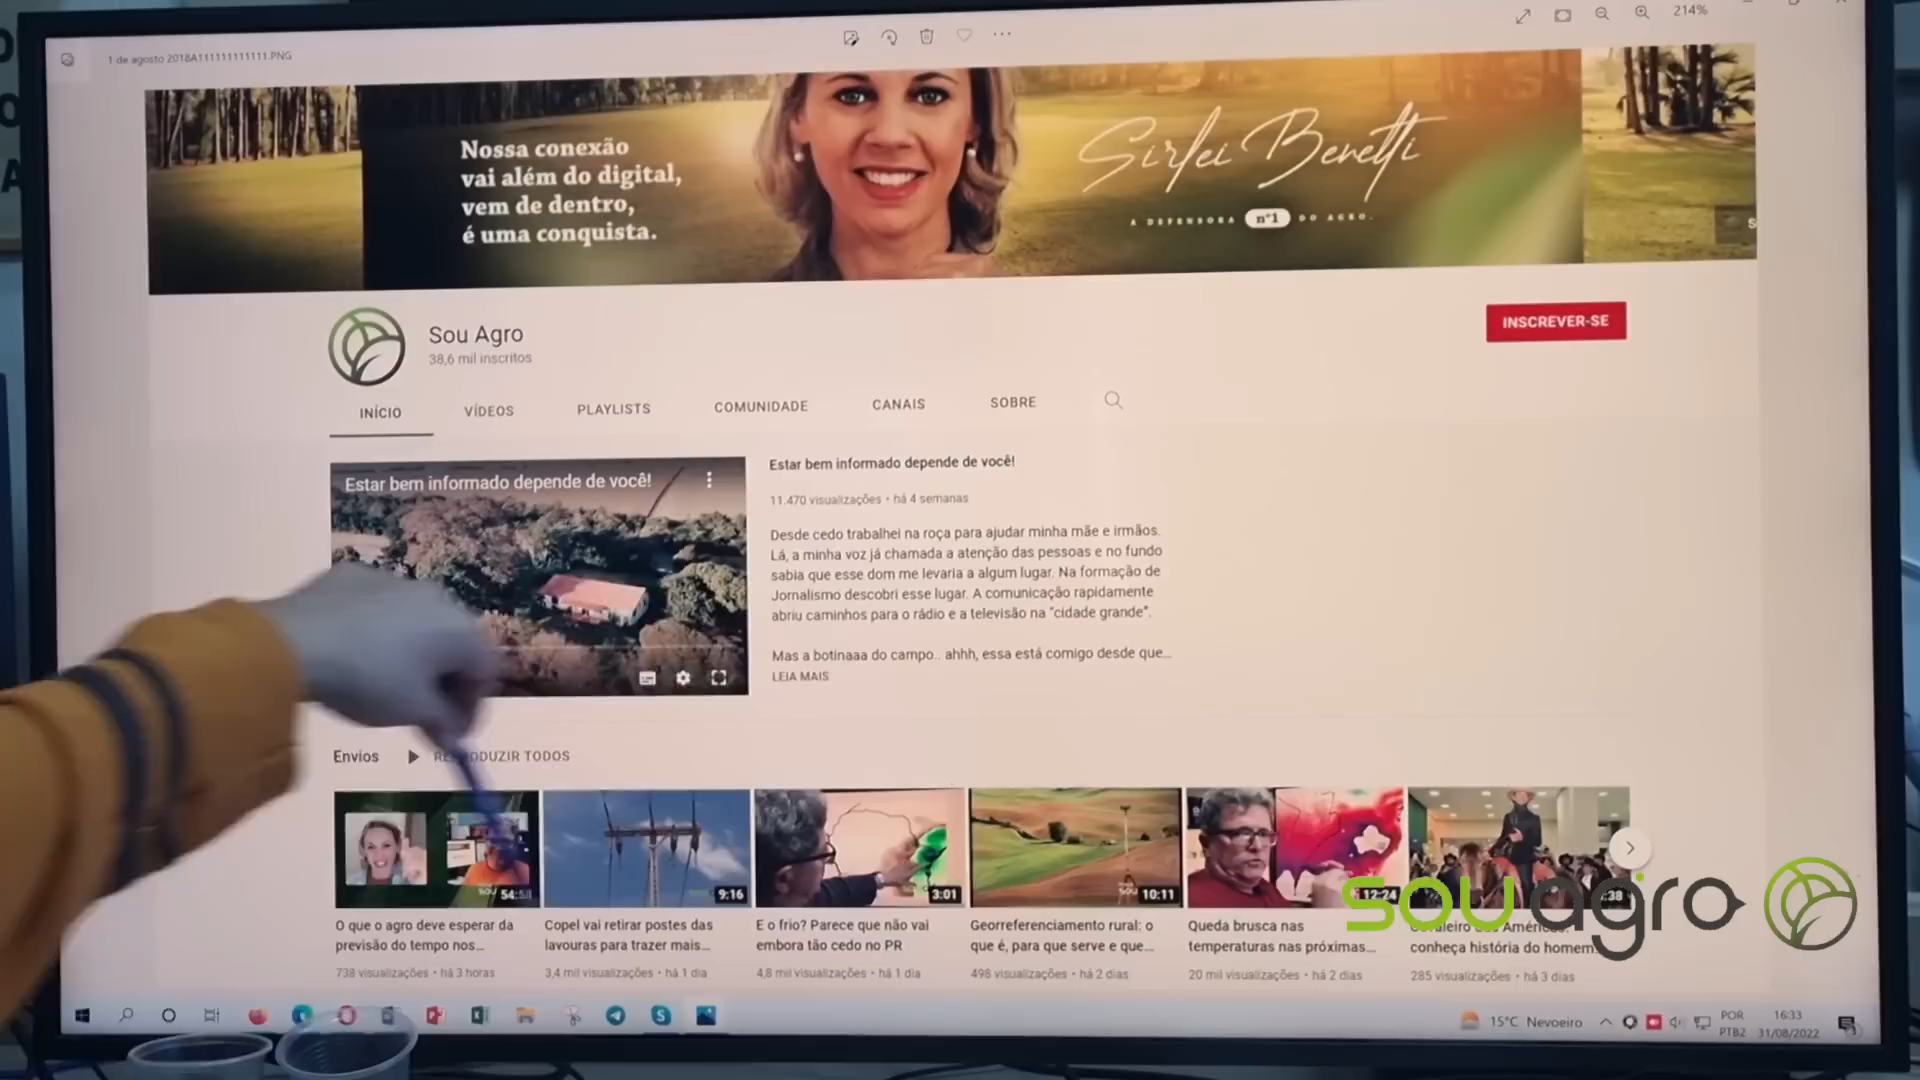 1 de agosto 2018A111111111111.PNG
214%
Nossa conexão
vai além do digital,
vem de dentro,
é uma conquista.
Sirlei Benetti
A DEFENSORA nº1 DO AGRO.
Sou Agro
38,6 mil inscritos
INSCREVER-SE
INÍCIO VÍDEOS PLAYLISTS COMUNIDADE CANAIS SOBRE
Estar bem informado depende de você!
Estar bem informado depende de você!
11.470 visualizações • há 4 semanas
Desde cedo trabalhei na roça para ajudar minha mãe e irmãos.
Lá, a minha voz já chamada a atenção das pessoas e no fundo
sabia que esse dom me levaria a algum lugar. Na formação de
Jornalismo descobri esse lugar. A comunicação rapidamente
abriu caminhos para o rádio e a televisão na "cidade grande".
Mas a botinaaa do campo.. ahhh, essa está comigo desde que...
LEIA MAIS
Envios
TODOS
9:16
3:01
10:11
12:24
:38
O que o agro deve esperar da
previsão do tempo nos...
738 visualizações • há 3 horas
Copel vai retirar postes das
lavouras para trazer mais...
3,4 mil visualizações • há 1 dia
E o frio? Parece que não vai
embora tão cedo no PR
4,8 mil visualizações • há 1 dia
Georreferenciamento rural: o
que é, para que serve e que...
498 visualizações • há 2 dias
Queda brusca nas
temperaturas nas próximas...
20 mil visualizações • há 2 dias
conheça história do homem
285 visualizações • há 3 dias
souagro
15°C Nevoeiro
POR
PTB2
16:33
31/08/2022